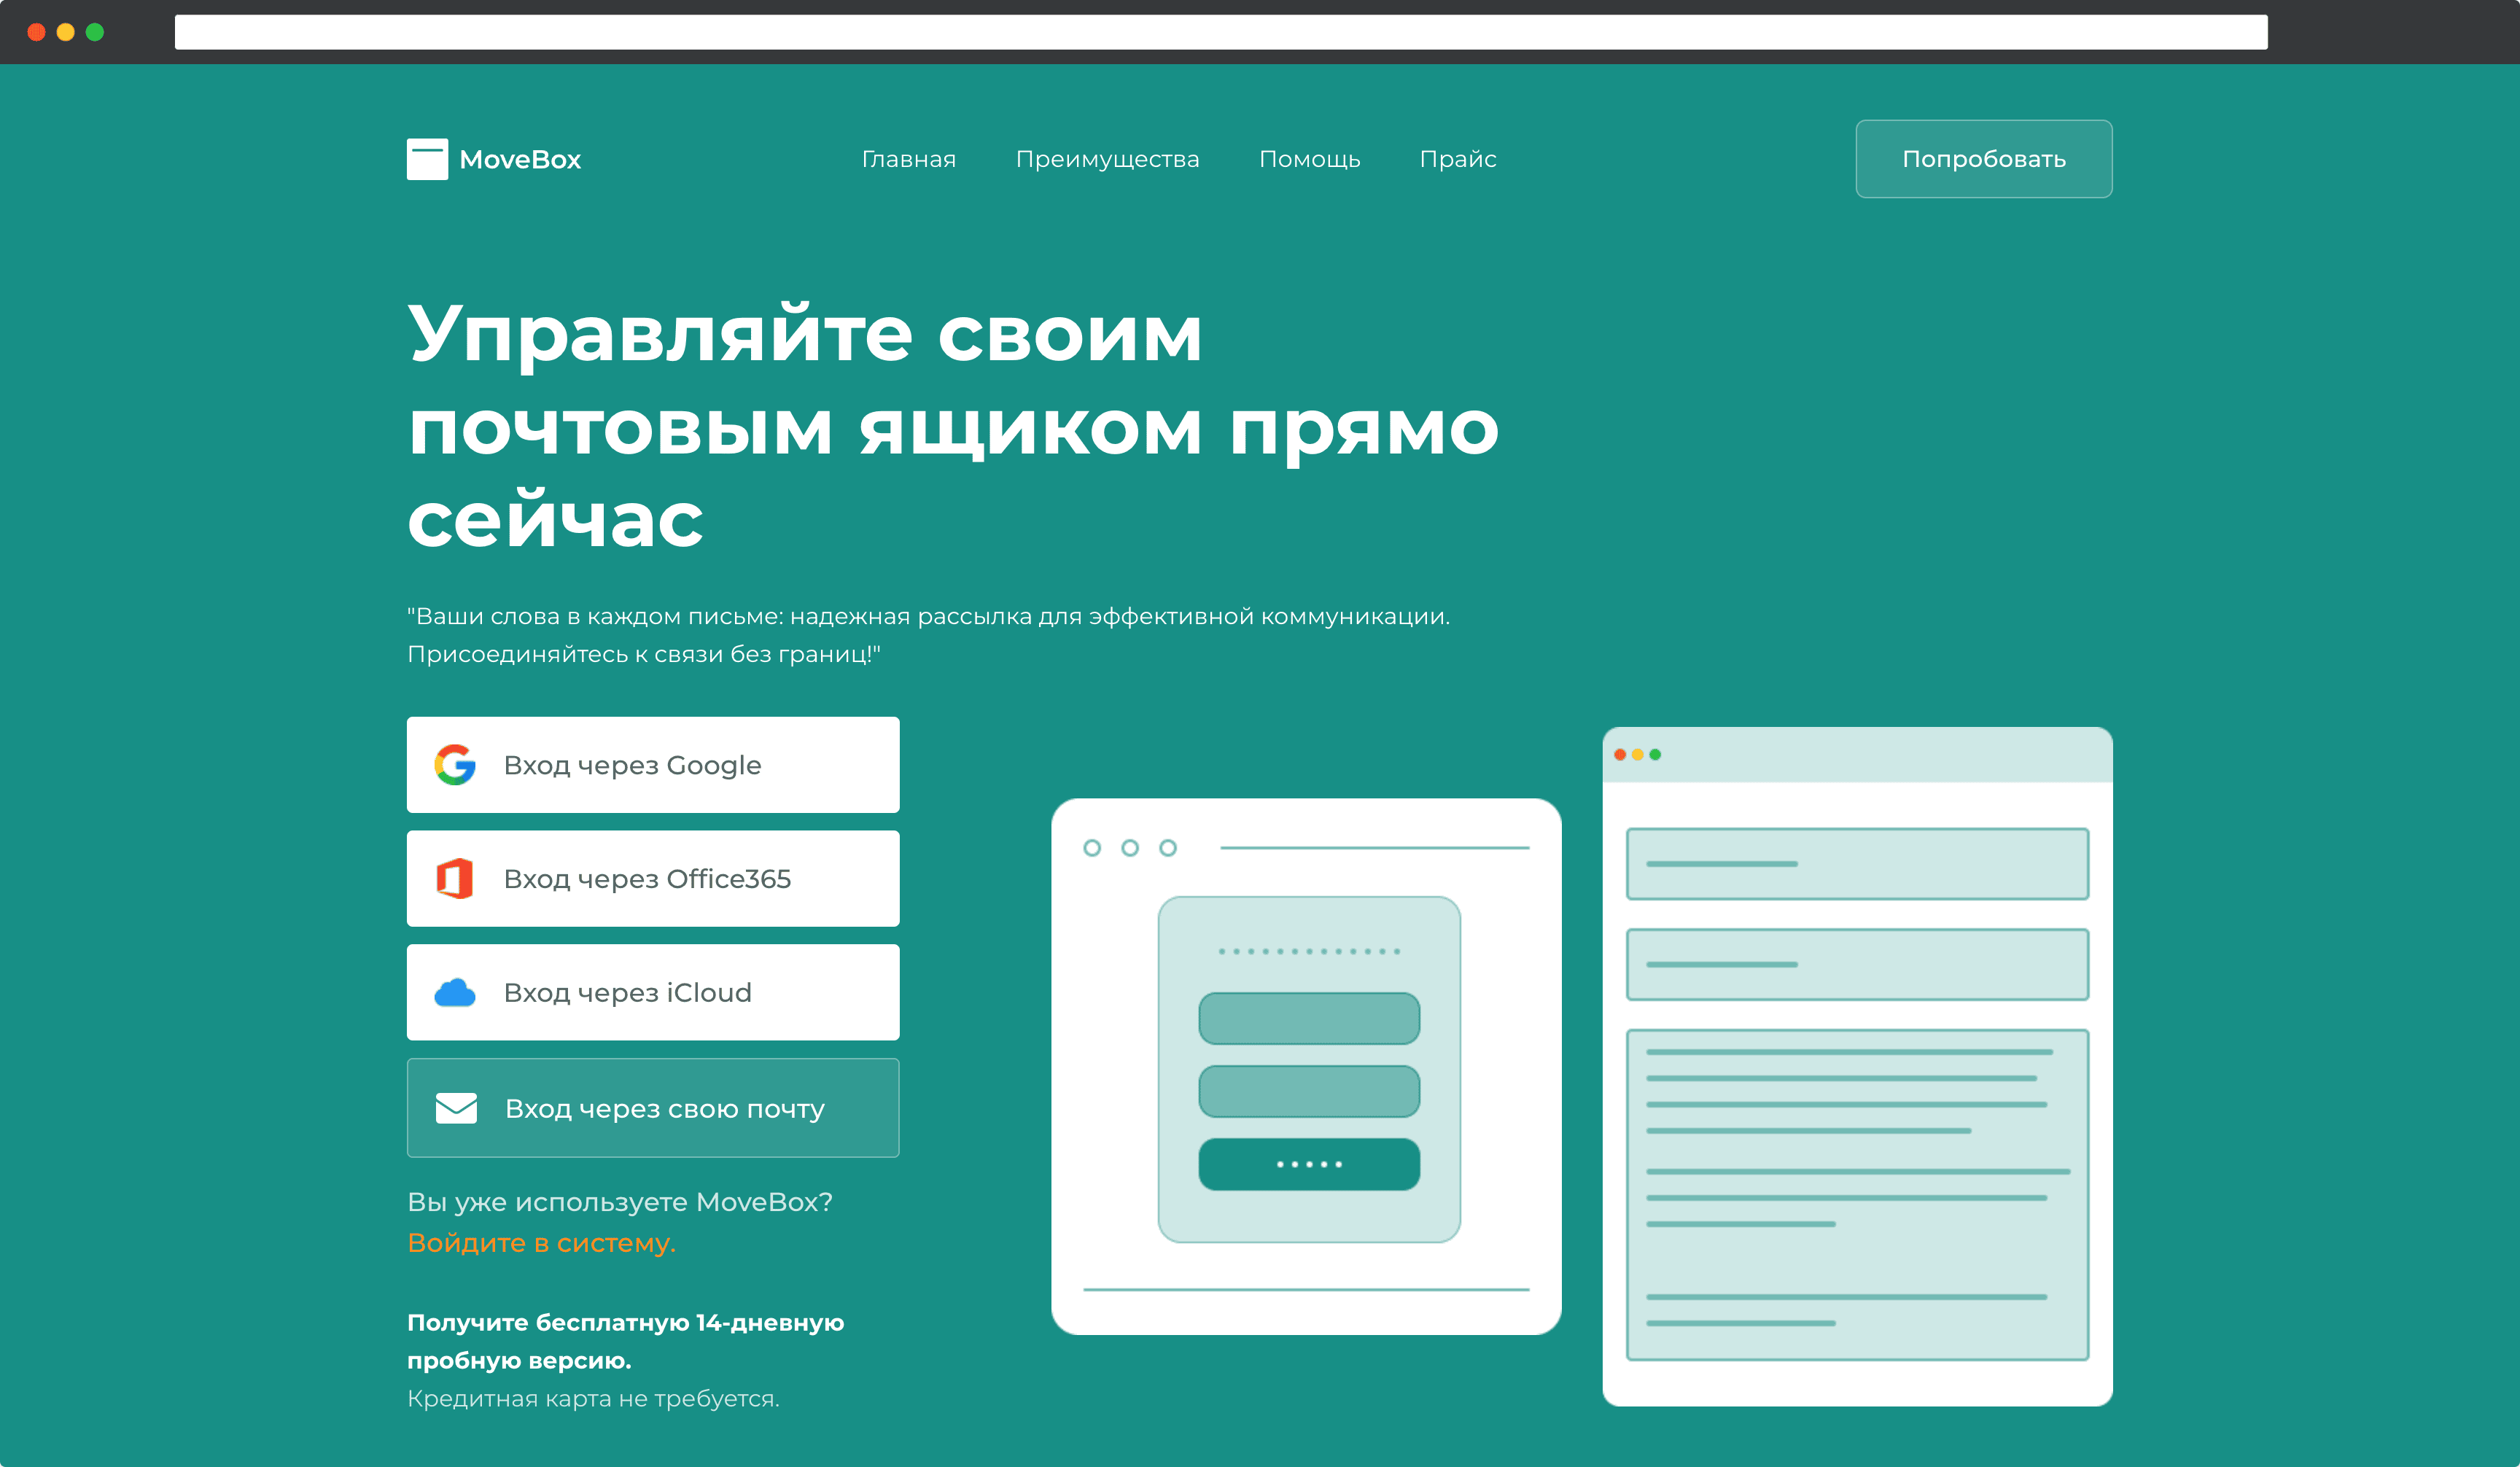 MoveBox
Главная
Преимущества
Помощь
Прайс
Попробовать
Управляйте своим
почтовым ящиком прямо
сейчас
"Ваши слова в каждом письме: надежная рассылка для эффективной коммуникации.
Присоединяйтесь к связи без границ!"
Вход через Google
Вход через Office365
Вход через iCloud
Вход через свою почту
Вы уже используете MoveBox?
Войдите в систему.
Получите бесплатную 14-дневную
пробную версию.
Кредитная карта не требуется.